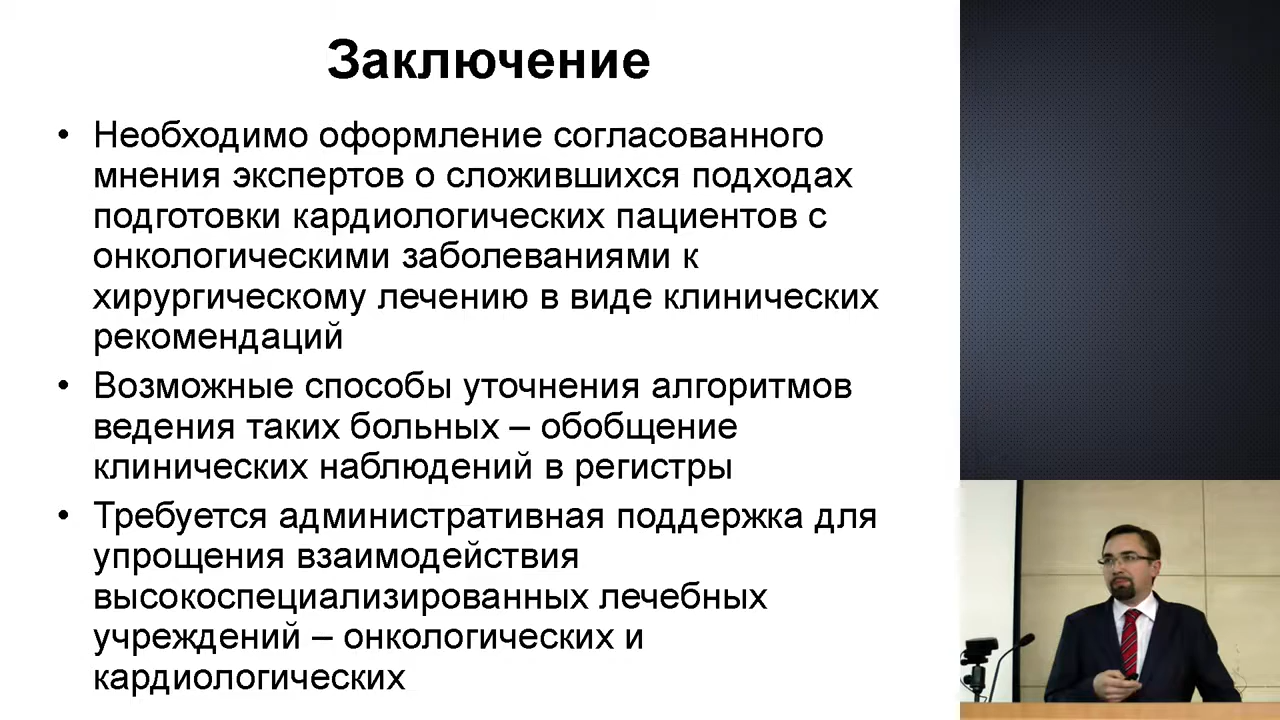 Заключение
• Необходимо оформление согласованного
мнения экспертов о сложившихся подходах
подготовки кардиологических пациентов с
онкологическими заболеваниями к
хирургическому лечению в виде клинических
рекомендаций
• Возможные способы уточнения алгоритмов
ведения таких больных – обобщение
клинических наблюдений в регистры
• Требуется административная поддержка для
упрощения взаимодействия
высокоспециализированных лечебных
учреждений – онкологических и
кардиологических